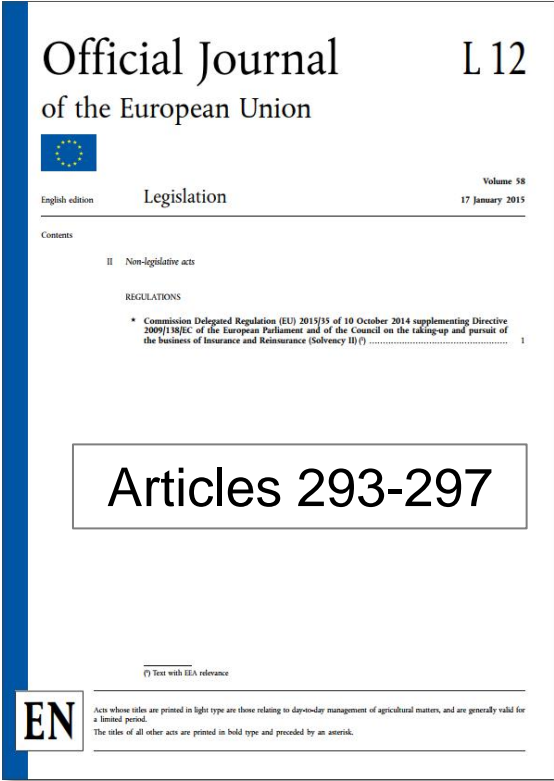 Official Journal L 12
of the European Union
Volume 58
English edition Legislation 17 January 2015
Contents
II Non-legislative acts
REGULATIONS
* Commission Delegated Regulation (EU) 2015/35 of 10 October 2014 supplementing Directive
2009/138/EC of the European Parliament and of the Council on the taking-up and pursuit of
the business of Insurance and Reinsurance (Solvency II) (¹) .................................................. 1
Articles 293-297
(¹) Text with EEA relevance
EN
Acts whose titles are printed in light type are those relating to day-to-day management of agricultural matters, and are generally valid for
a limited period.
The titles of all other acts are printed in bold type and preceded by an asterisk.